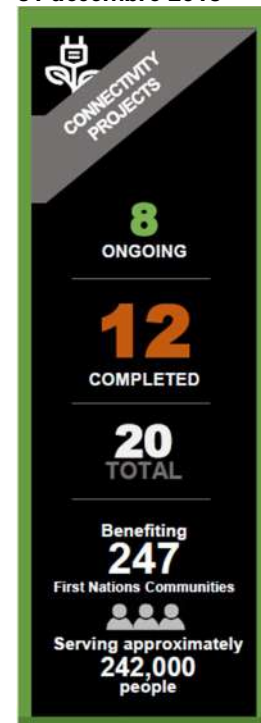 CONNECTIVITY
PROJECTS
8
ONGOING
12
COMPLETED
20
TOTAL
Benefiting
247
First Nations Communities
Serving approximately
242,000
people